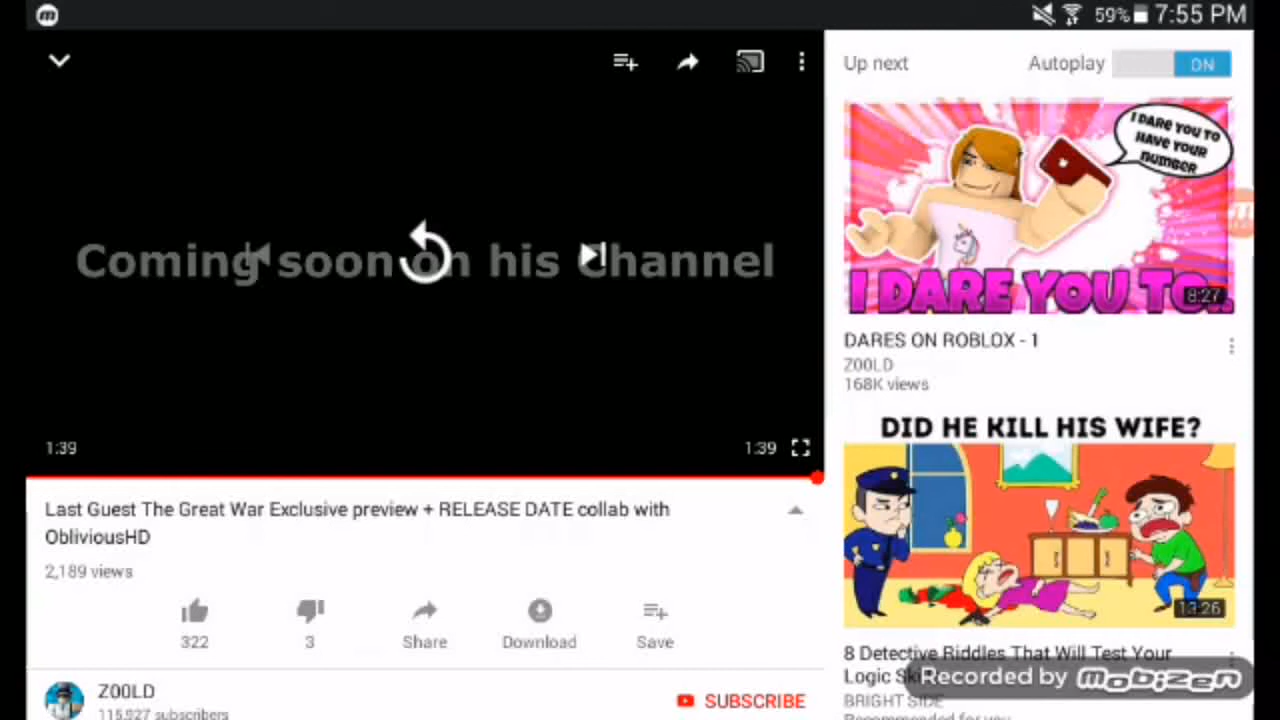 59% 7:55 PM
Coming soon on his Channel
1:39
1:39
Last Guest The Great War Exclusive preview + RELEASE DATE collab with
ObliviousHD
2,189 views
322
3
Share
Download
Save
Z00LD
115,927 subscribers
SUBSCRIBE
Up next
Autoplay
ON
I DARE YOU TO
HAVE YOUR
NUMBER
I DARE YOU TO..
8:27
DARES ON ROBLOX - 1
Z00LD
168K views
DID HE KILL HIS WIFE?
13:26
8 Detective Riddles That Will Test Your
Logic
BRIGHT SIDE
Recommended for you
Recorded by mobizen